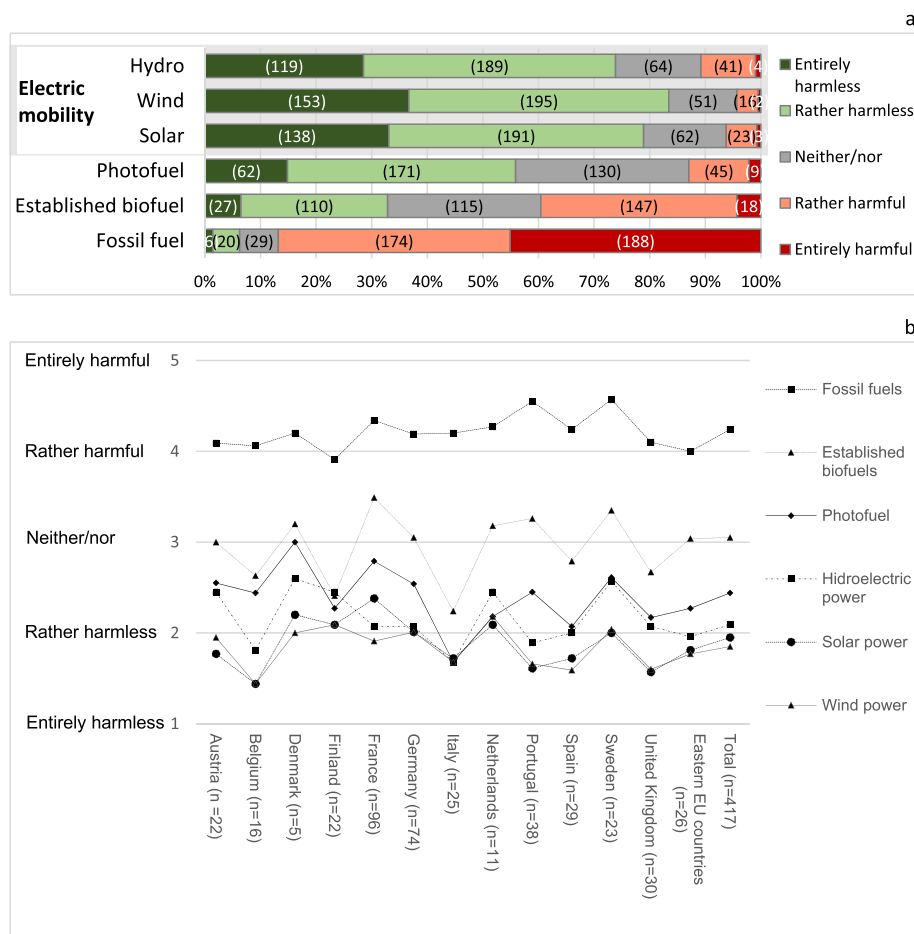 a
Electric
mobility
Hydro
(119) (189) (64) (41) (4)
Wind
(153) (195) (51) (16)
Solar
(138) (191) (62) (23) (3)
Photofuel
(62) (171) (130) (45) (9)
Established biofuel
(27) (110) (115) (147) (18)
Fossil fuel
(20) (29) (174) (188)
0% 10% 20% 30% 40% 50% 60% 70% 80% 90% 100%
Entirely
harmless
Rather harmless
Neither/nor
Rather harmful
Entirely harmful
b
Entirely harmful 5
Rather harmful 4
Neither/nor 3
Rather harmless 2
Entirely harmless 1
Austria (n =22)
Belgium (n=16)
Denmark (n=5)
Finland (n=22)
France (n=96)
Germany (n=74)
Italy (n=25)
Netherlands (n=11)
Portugal (n=38)
Spain (n=29)
Sweden (n=23)
United Kingdom (n=30)
Eastern EU countries
(n=26)
Total (n=417)
Fossil fuels
Established
biofuels
Photofuel
Hidroelectric
power
Solar power
Wind power